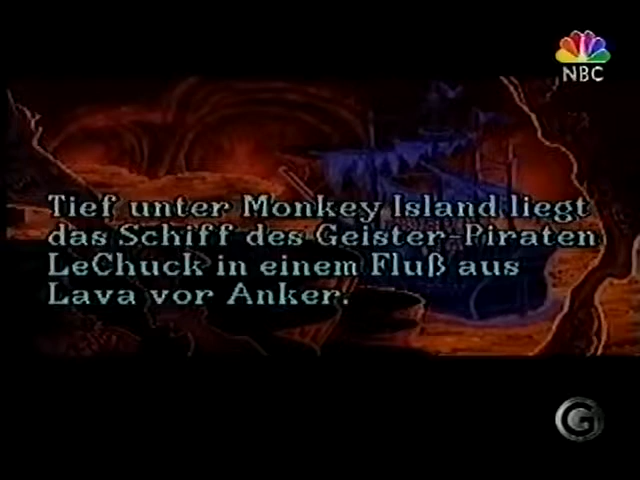 NBC
Tief unter Monkey Island liegt
das Schiff des Geister-Piraten
LeChuck in einem Fluß aus
Lava vor Anker.
G